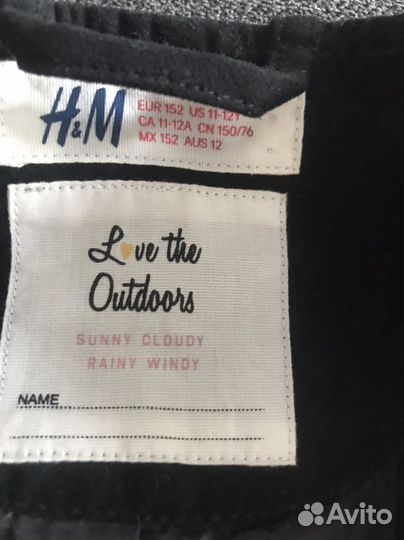 H&M
EUR 152 US 11-12Y
CA 11-12A CN 150/76
MX 152 AUS 12
Love the
Outdoors
SUNNY CLOUDY
RAINY WINDY
NAME
Avito